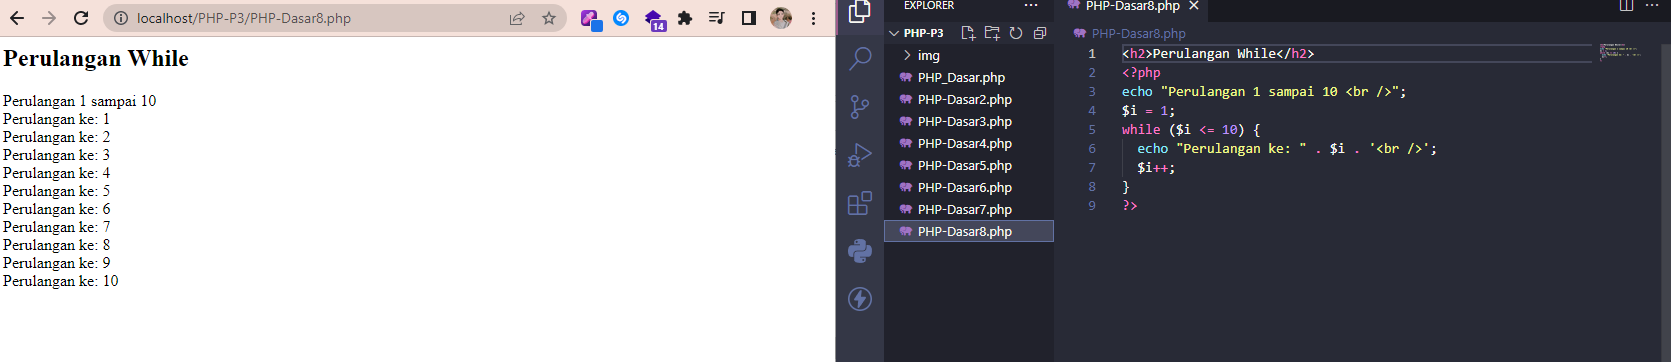 localhost/PHP-P3/PHP-Dasar8.php
14
Perulangan While
Perulangan 1 sampai 10
Perulangan ke: 1
Perulangan ke: 2
Perulangan ke: 3
Perulangan ke: 4
Perulangan ke: 5
Perulangan ke: 6
Perulangan ke: 7
Perulangan ke: 8
Perulangan ke: 9
Perulangan ke: 10
EXPLORER
PHP-P3
img
PHP_Dasar.php
PHP-Dasar2.php
PHP-Dasar3.php
PHP-Dasar4.php
PHP-Dasar5.php
PHP-Dasar6.php
PHP-Dasar7.php
PHP-Dasar8.php
PHP-Dasar8.php
PHP-Dasar8.php
1 <h2>Perulangan While</h2>
2 <?php
3 echo "Perulangan 1 sampai 10 <br />";
4 $i = 1;
5 while ($i <= 10) {
6   echo "Perulangan ke: " . $i . '<br />';
7   $i++;
8 }
9 ?>